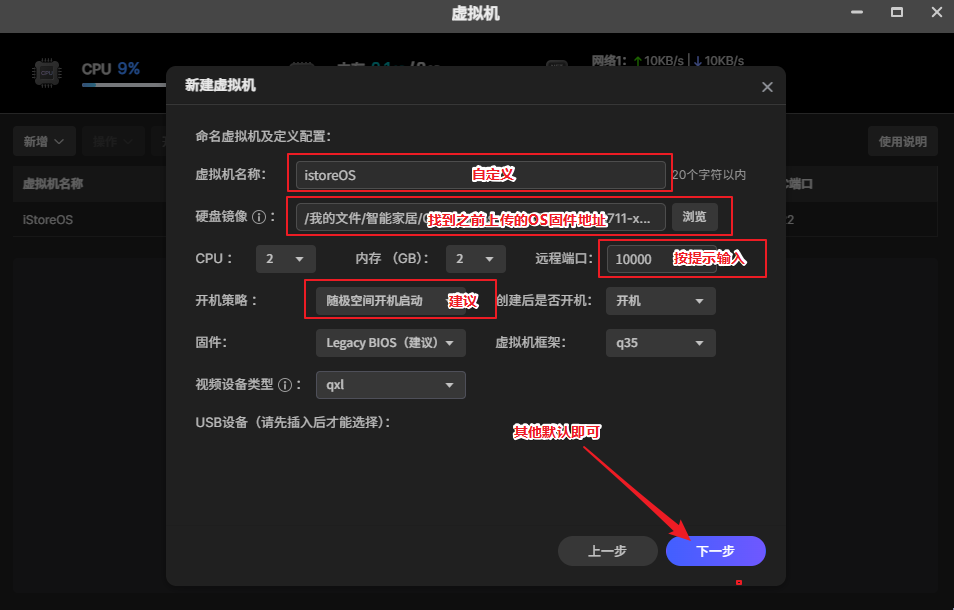 虚拟机
CPU 9%
网络1: ↑10KB/s | ↓10KB/s
新增
操作
使用说明
虚拟机名称
iStoreOS
新建虚拟机
命名虚拟机及定义配置：
虚拟机名称： istoreOS 自定义 20个字符以内
硬盘镜像 ⓘ： /我的文件/智能家居/ 找到之前上传的OS固件地址 711-x... 浏览
CPU： 2 内存 （GB）： 2 远程端口： 10000 按提示输入
开机策略： 随极空间开机启动 建议 创建后是否开机： 开机
固件： Legacy BIOS（建议） 虚拟机框架： q35
视频设备类型 ⓘ： qxl
USB设备（请先插入后才能选择）：
其他默认即可
上一步 下一步